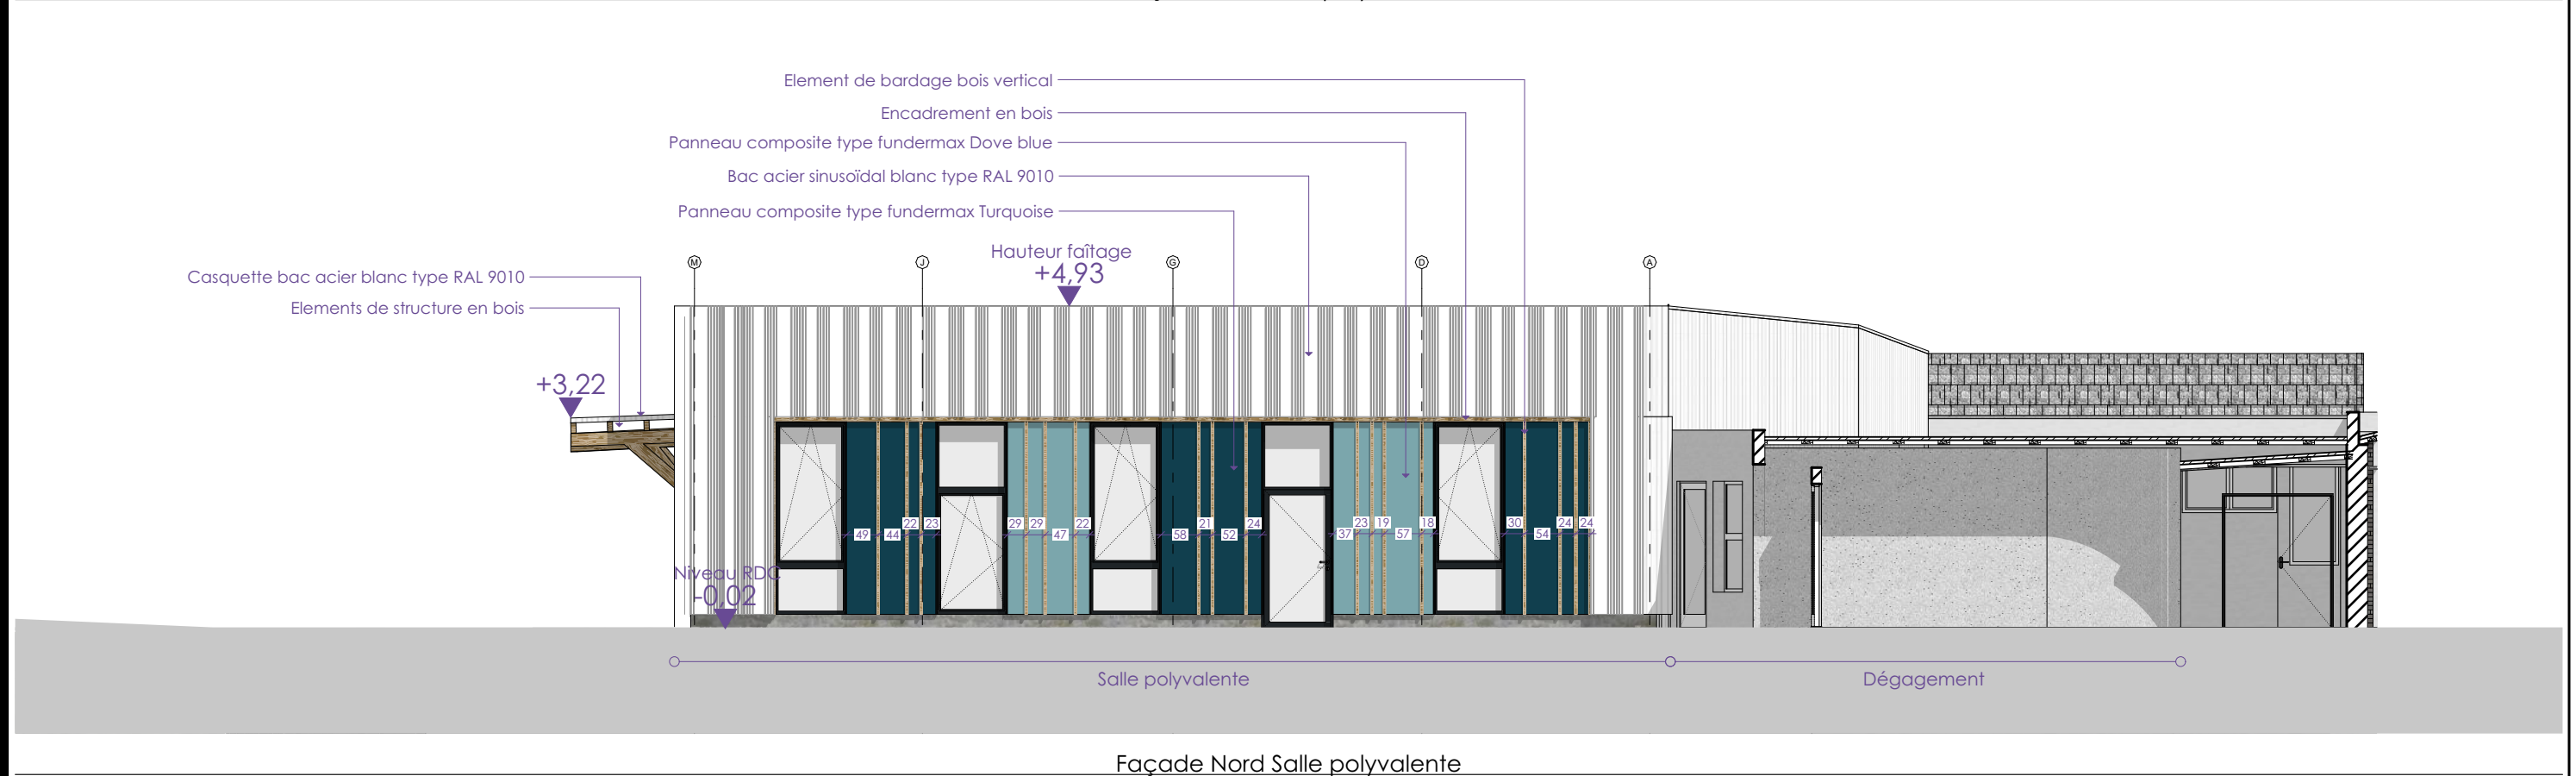 Element de bardage bois vertical
Encadrement en bois
Panneau composite type fundermax Dove blue
Bac acier sinusoïdal blanc type RAL 9010
Panneau composite type fundermax Turquoise
Hauteur faîtage
+4,93
M
J
G
D
A
Casquette bac acier blanc type RAL 9010
Elements de structure en bois
+3,22
49 44 22 23 29 29 47 22 58 21 52 24 37 23 19 57 18 30 54 24 24
Niveau RDC
-0,02
Salle polyvalente
Dégagement
Façade Nord Salle polyvalente